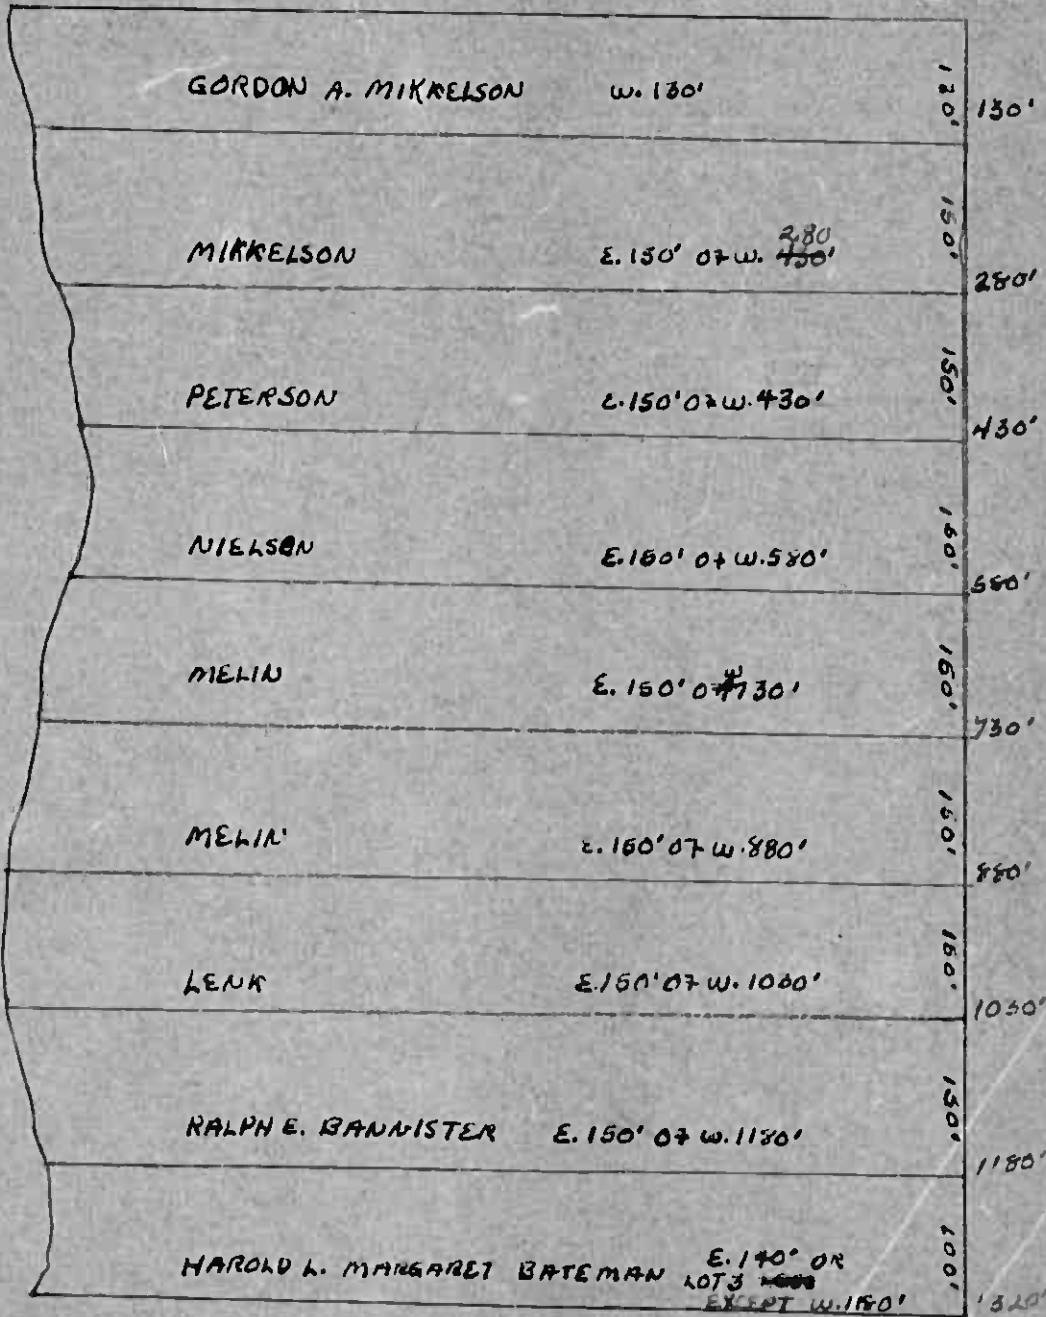 GORDON A. MIKKELSON W. 130' 130' 130'
MIKKELSON E. 150' OF W. 280 ~~430'~~ 150' 280'
PETERSON E. 150' OF W. 430' 150' 430'
NIELSON E. 150' OF W. 580' 150' 580'
MELIN E. 150' OF W 730' 150' 730'
MELIN E. 150' OF W. 880' 150' 880'
LENK E. 150' OF W. 1030' 150' 1030'
RALPH E. BANNISTER E. 150' OF W. 1180' 150' 1180'
HAROLD L. MARGARET BATEMAN E. 140' OR
LOT 3
EXCEPT W. 1180' 1320'